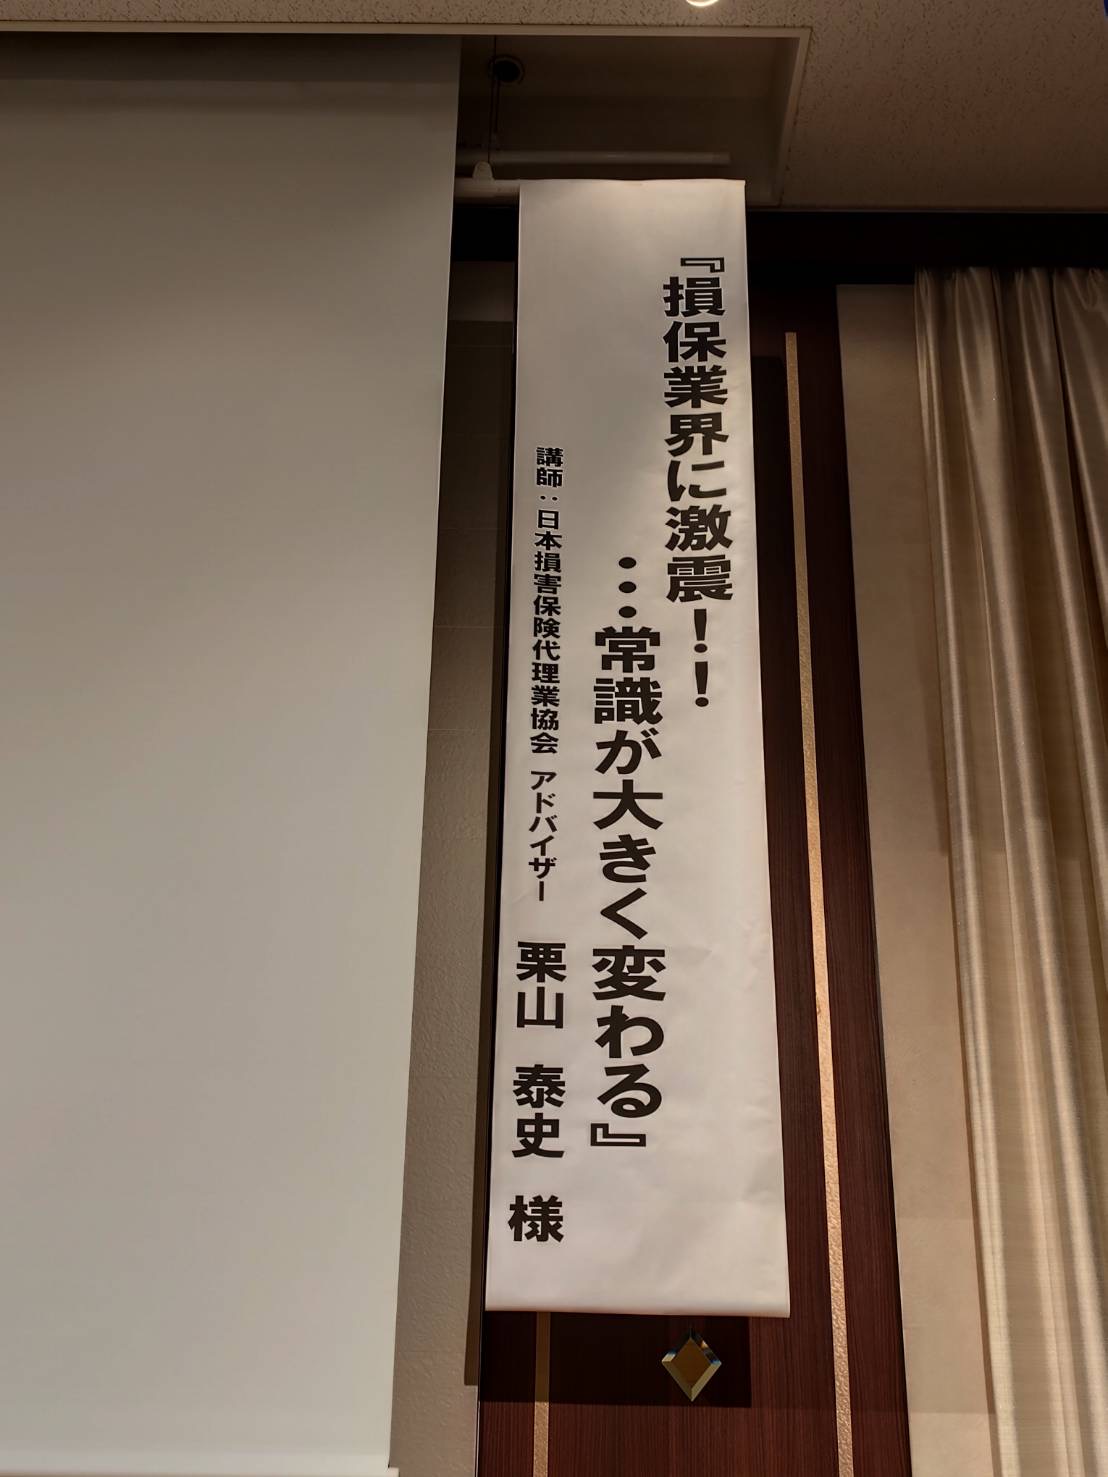 『損保業界に激震！！
…常識が大きく変わる』
講師：日本損害保険代理業協会 アドバイザー 栗山 泰史 様